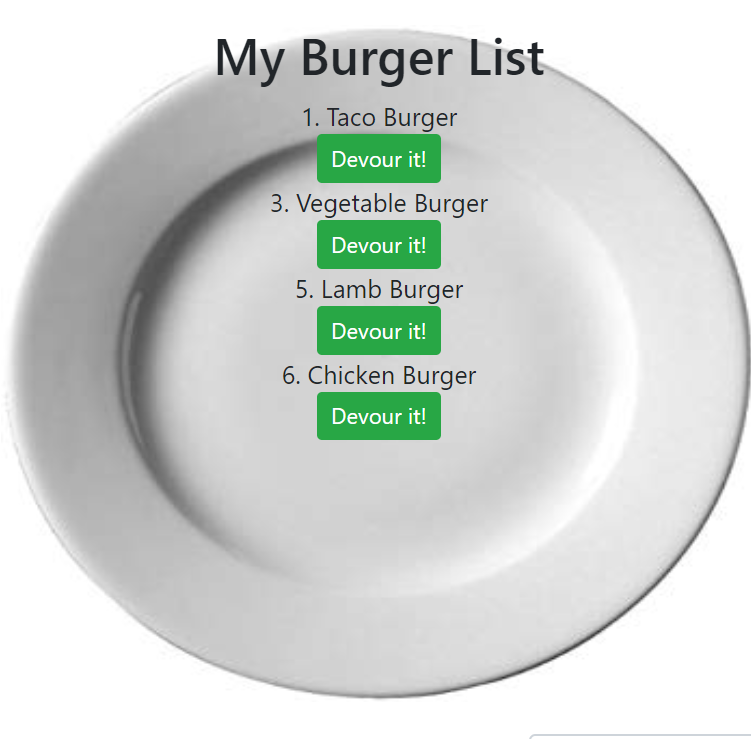 My Burger List
1. Taco Burger
Devour it!
3. Vegetable Burger
Devour it!
5. Lamb Burger
Devour it!
6. Chicken Burger
Devour it!